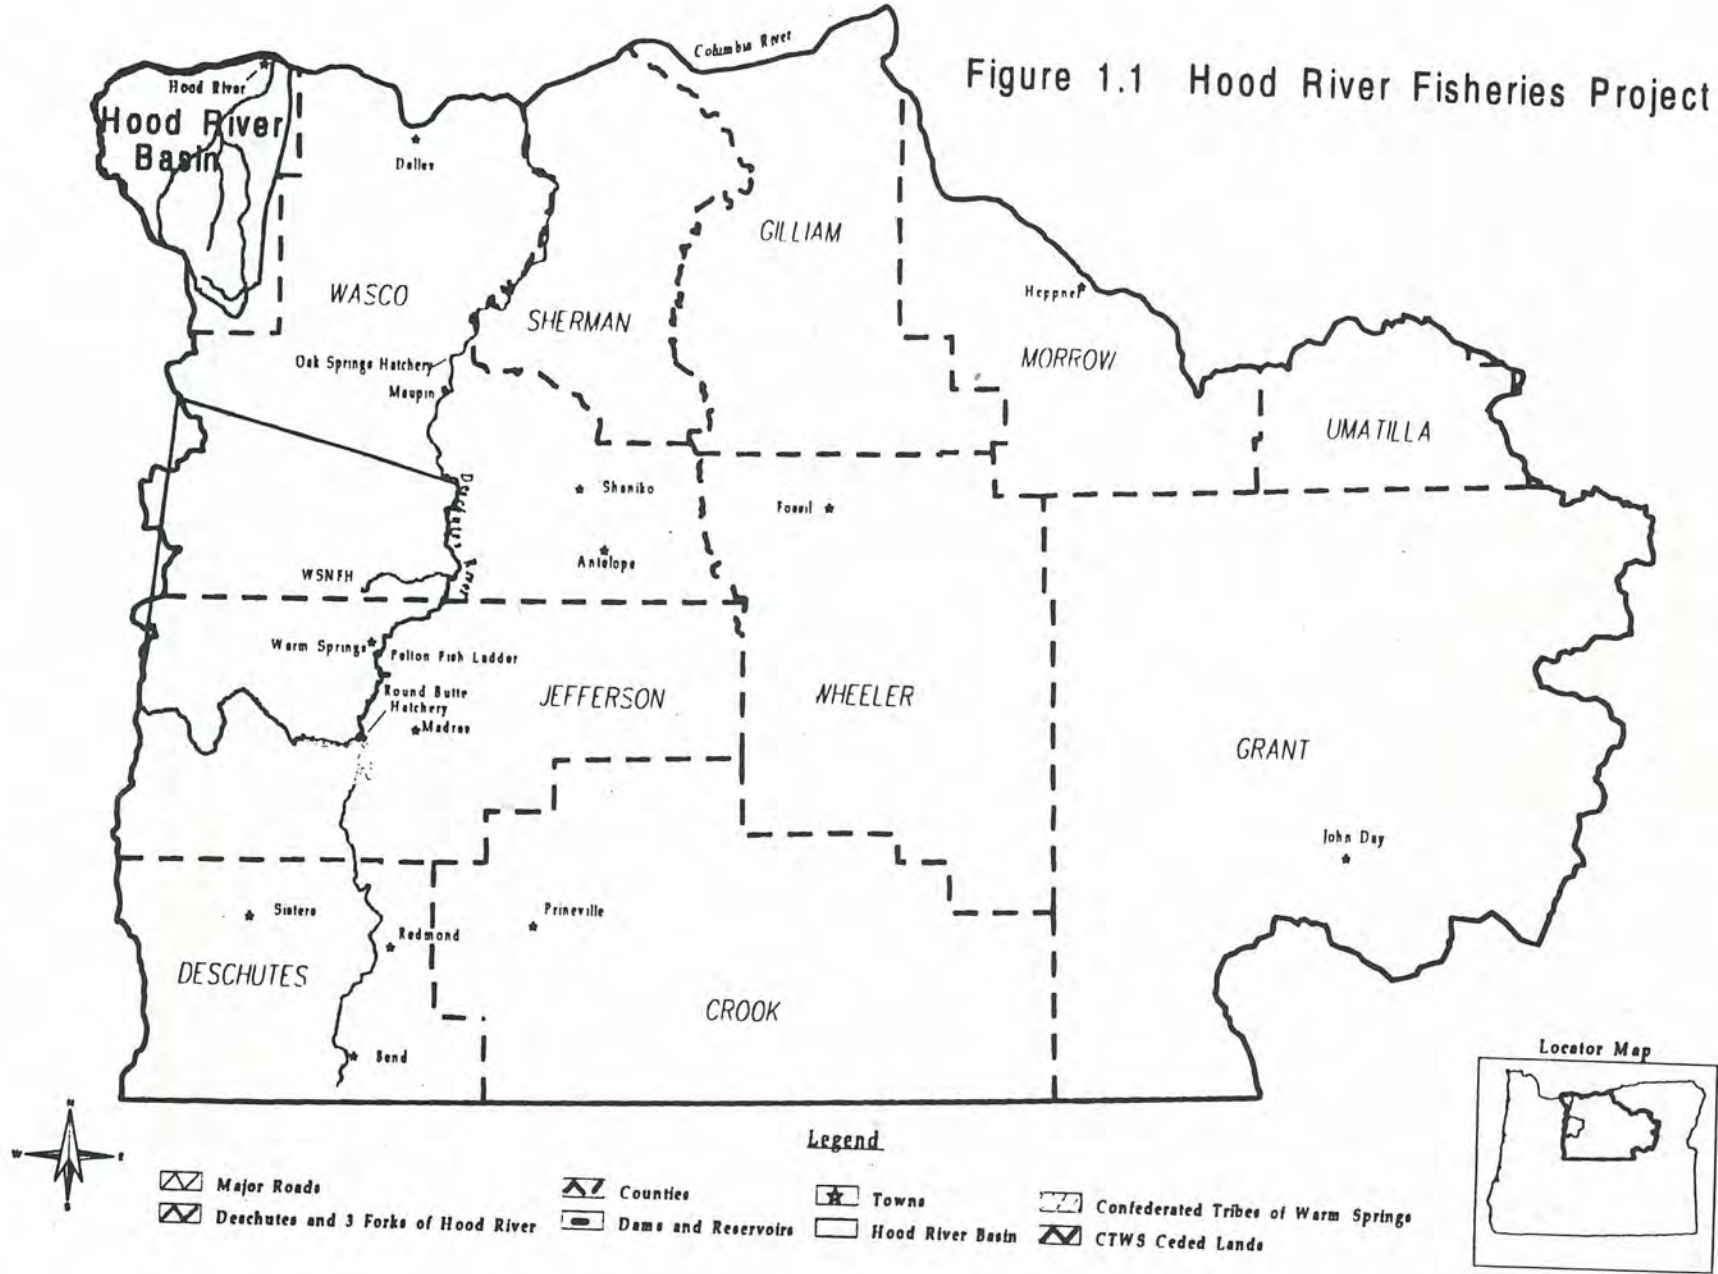 Figure 1.1 Hood River Fisheries Project
Columbia River
Hood River
Hood River
Basin
Dalles
GILLIAM
WASCO
SHERMAN
Heppner
MORROW
Oak Springs Hatchery
Maupin
UMATILLA
Deschutes River
Shaniko
Fossil
Antelope
WSNFH
Warm Springs
Pelton Fish Ladder
Round Butte
Hatchery
Madras
JEFFERSON
WHEELER
GRANT
John Day
Sisters
Redmond
Prineville
DESCHUTES
CROOK
Bend
Locator Map
N
W
E
S
Legend
Major Roads
Counties
Towns
Confederated Tribes of Warm Springs
Deschutes and 3 Forks of Hood River
Dams and Reservoirs
Hood River Basin
CTWS Ceded Lands